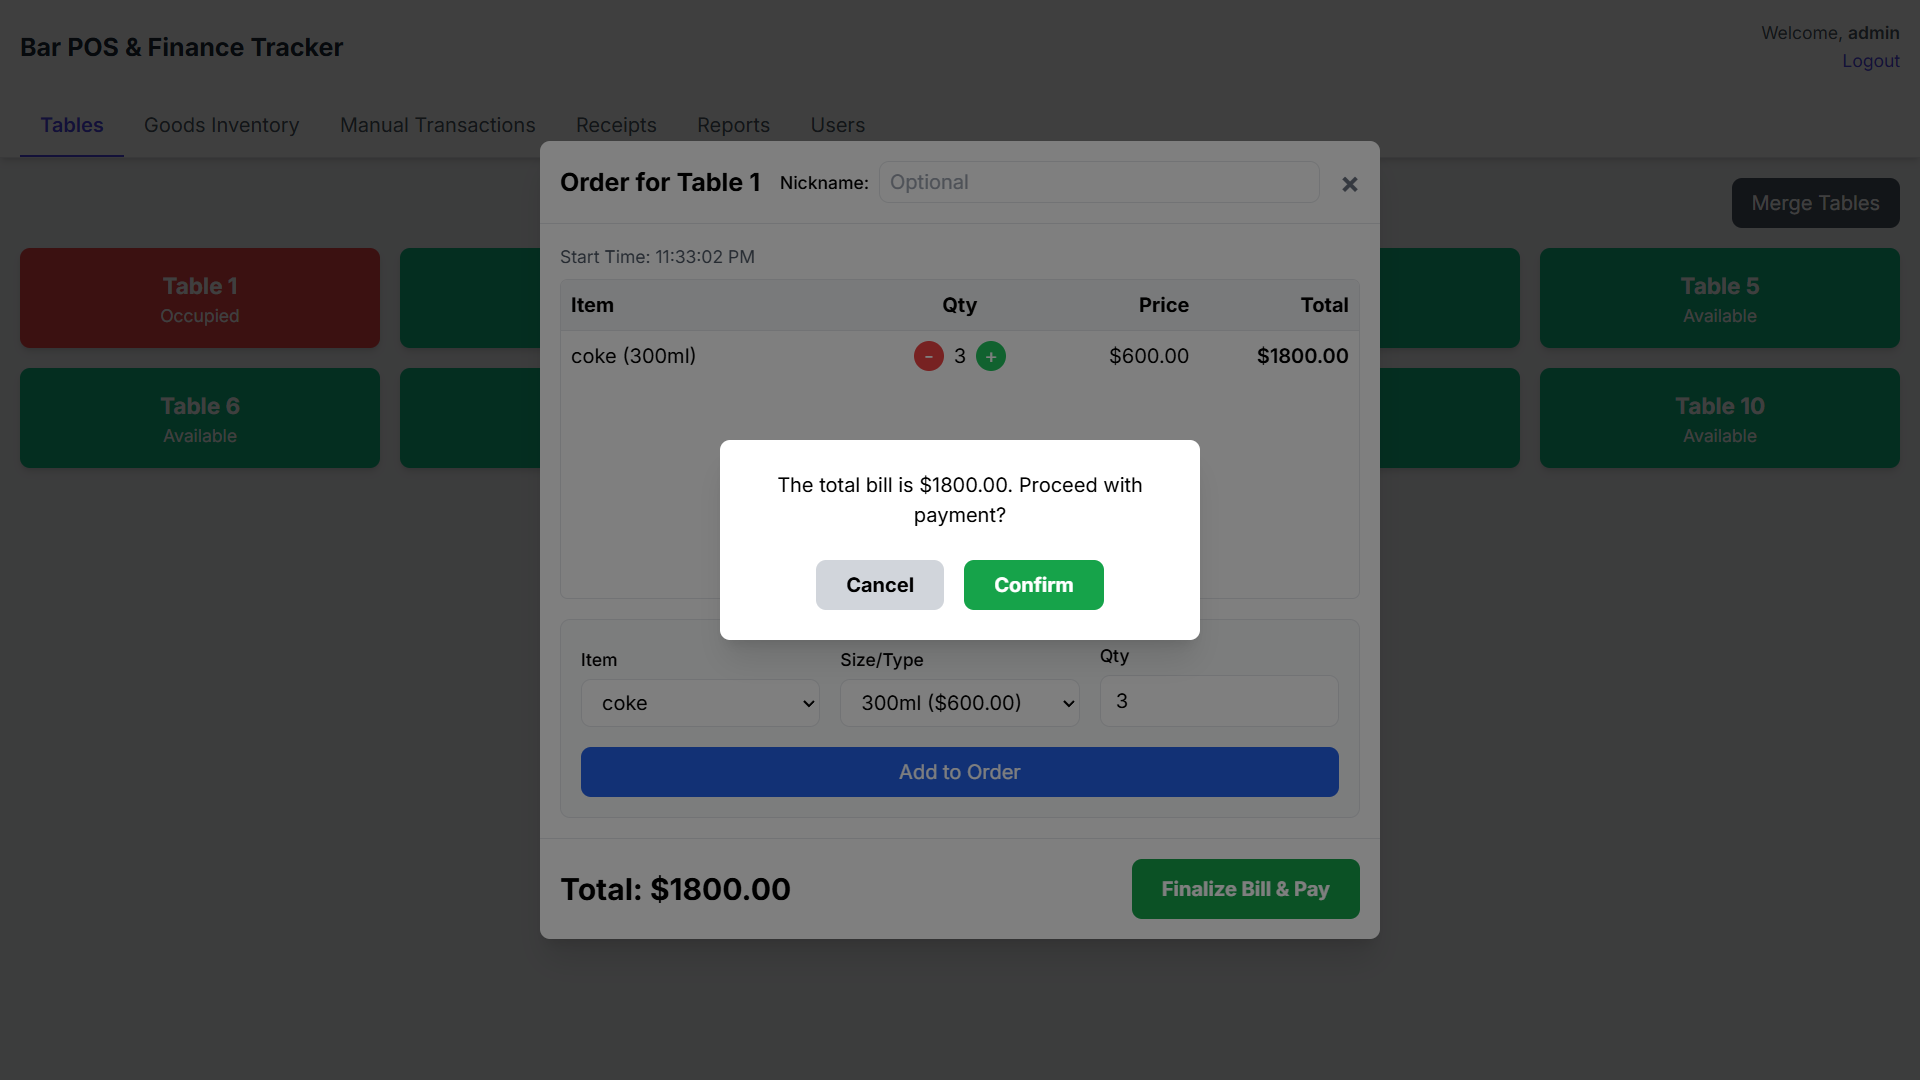 Bar POS & Finance Tracker
Welcome, admin
Logout
Tables
Goods Inventory
Manual Transactions
Receipts
Reports
Users
Order for Table 1
Nickname:
Optional
×
Merge Tables
Start Time: 11:33:02 PM
Item
Qty
Price
Total
coke (300ml)
-
3
+
$600.00
$1800.00
Table 1
Occupied
Table 5
Available
Table 6
Available
Table 10
Available
The total bill is $1800.00. Proceed with
payment?
Cancel
Confirm
Item
Size/Type
Qty
coke
300ml ($600.00)
3
Add to Order
Total: $1800.00
Finalize Bill & Pay